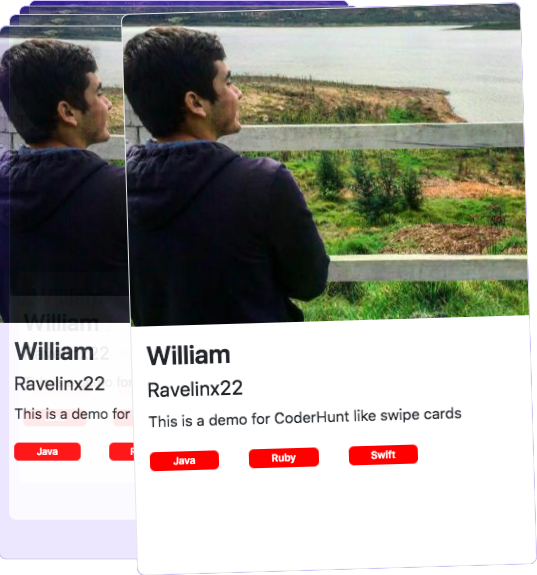 William
Ravelinx22
This is a demo for CoderHunt like swipe cards
Java Ruby Swift
William
Ravelinx22
This is a demo for
Java
William